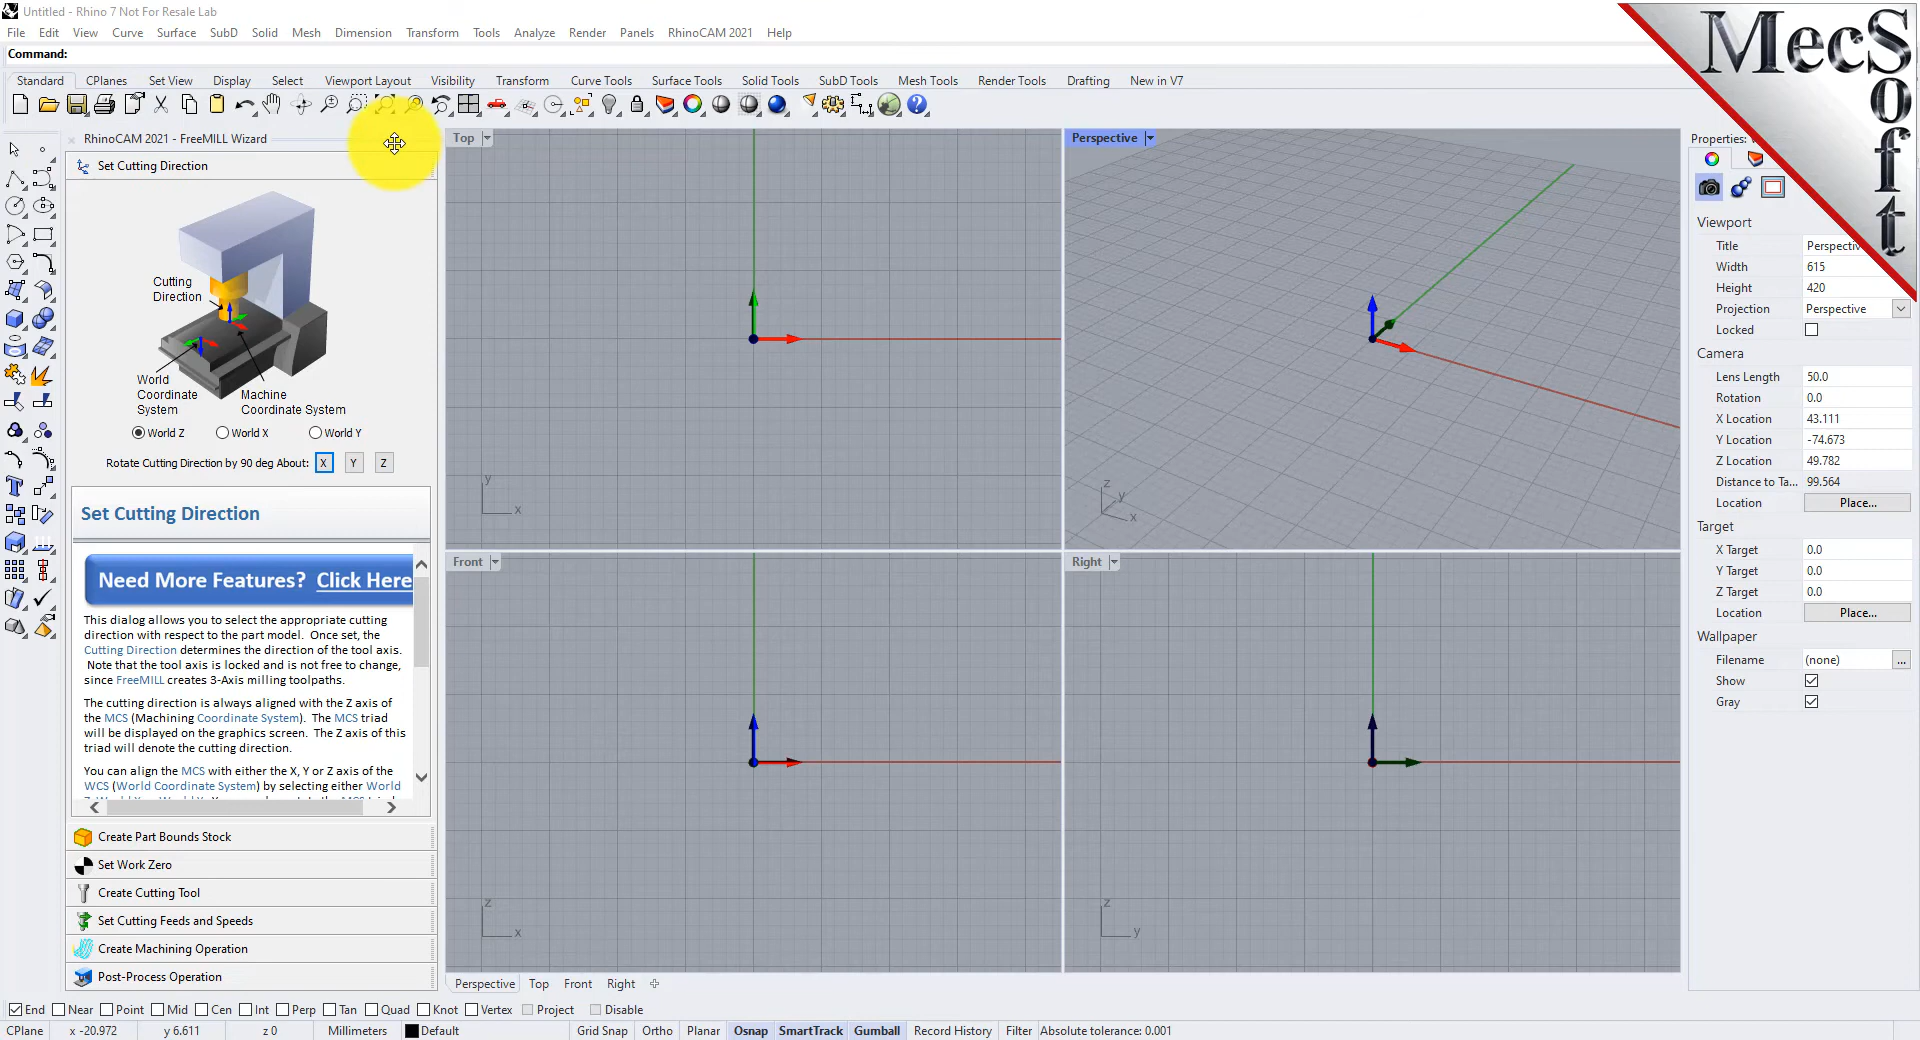 Untitled - Rhino 7 Not For Resale Lab
File Edit View Curve Surface SubD Solid Mesh Dimension Transform Tools Analyze Render Panels RhinoCAM 2021 Help
Command:
Standard CPlanes Set View Display Select Viewport Layout Visibility Transform Curve Tools Surface Tools Solid Tools SubD Tools Mesh Tools Render Tools Drafting New in V7
MecSoft
RhinoCAM 2021 - FreeMILL Wizard
Set Cutting Direction
Cutting
Direction
World
Coordinate
System
Machine
Coordinate System
World Z World X World Y
Rotate Cutting Direction by 90 deg About: X Y Z
Set Cutting Direction
Need More Features? Click Here
This dialog allows you to select the appropriate cutting
direction with respect to the part model. Once set, the
Cutting Direction determines the direction of the tool axis.
Note that the tool axis is locked and is not free to change,
since FreeMILL creates 3-Axis milling toolpaths.
The cutting direction is always aligned with the Z axis of
the MCS (Machining Coordinate System). The MCS triad
will be displayed on the graphics screen. The Z axis of this
triad will denote the cutting direction.
You can align the MCS with either the X, Y or Z axis of the
WCS (World Coordinate System) by selecting either World
Create Part Bounds Stock
Set Work Zero
Create Cutting Tool
Set Cutting Feeds and Speeds
Create Machining Operation
Post-Process Operation
Top
y
x
Perspective
z
y
x
Front
z
x
Right
z
y
Perspective Top Front Right
Properties:
Viewport
Title Perspectiv
Width 615
Height 420
Projection Perspective
Locked
Camera
Lens Length 50.0
Rotation 0.0
X Location 43.111
Y Location -74.673
Z Location 49.782
Distance to Ta... 99.564
Location Place...
Target
X Target 0.0
Y Target 0.0
Z Target 0.0
Location Place...
Wallpaper
Filename (none) ...
Show
Gray
End Near Point Mid Cen Int Perp Tan Quad Knot Vertex Project Disable
CPlane x -20.972 y 6.611 z 0 Millimeters Default Grid Snap Ortho Planar Osnap SmartTrack Gumball Record History Filter Absolute tolerance: 0.001